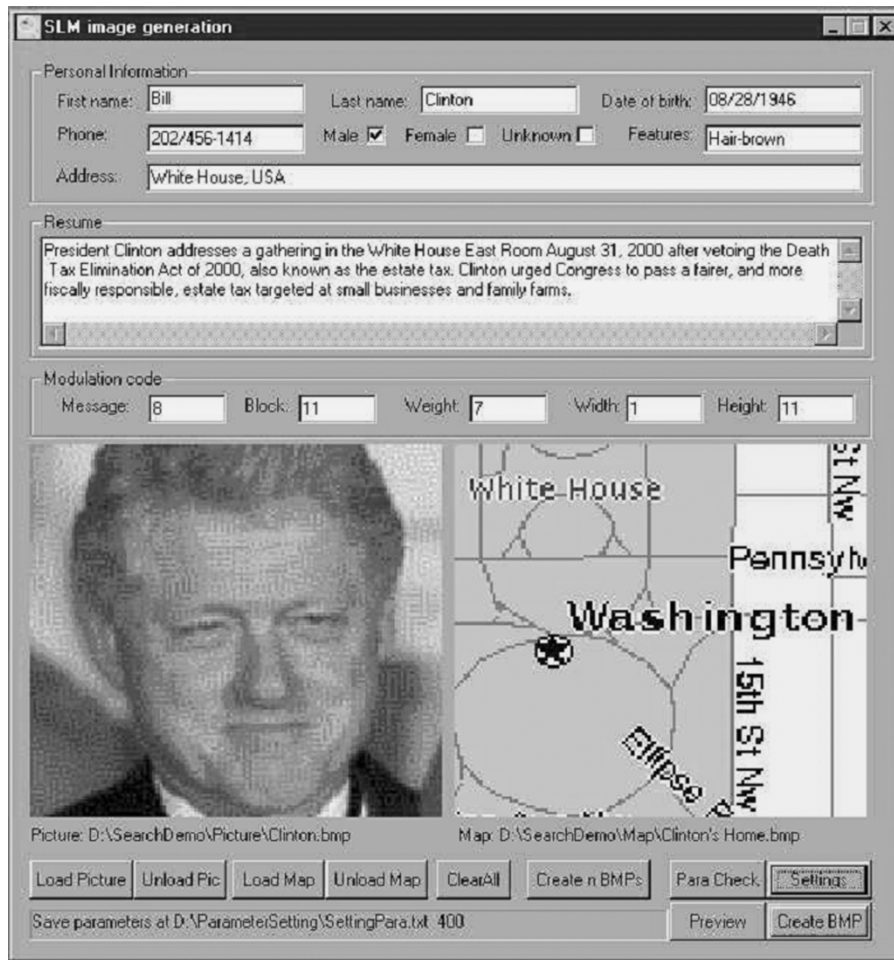 SLM image generation
Personal Information
First name: Bill Last name: Clinton Date of birth: 08/28/1946
Phone: 202/456-1414 Male Female Unknown Features: Hair-brown
Address: White House, USA
Resume
President Clinton addresses a gathering in the White House East Room August 31, 2000 after vetoing the Death
Tax Elimination Act of 2000, also known as the estate tax. Clinton urged Congress to pass a fairer, and more
fiscally responsible, estate tax targeted at small businesses and family farms.
Modulation code
Message: 8 Block: 11 Weight: 7 Width: 1 Height: 11
White House
St Nw
Pennsylv
Washington
15th St Nw
Ellipse
Picture: D:\SearchDemo\Picture\Clinton.bmp Map: D:\SearchDemo\Map\Clinton's Home.bmp
Load Picture Unload Pic Load Map Unload Map ClearAll Create n BMPs Para Check Settings
Save parameters at D:\ParameterSetting\SettingPara.txt 400 Preview Create BMP